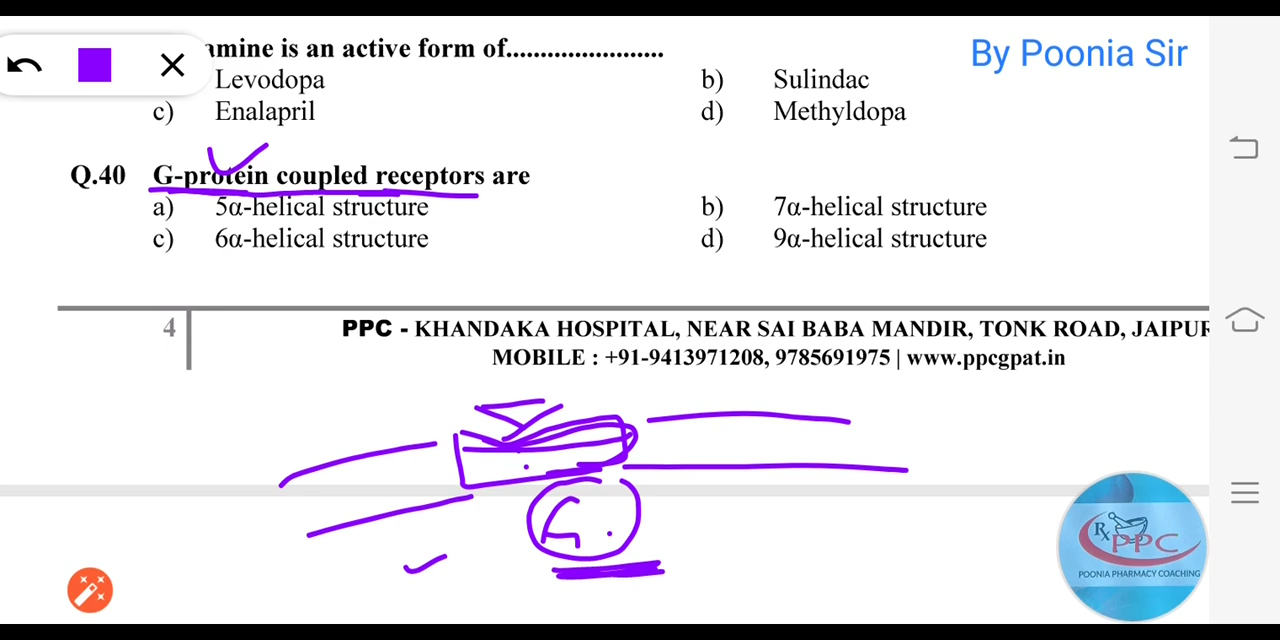 amine is an active form of.......................
By Poonia Sir
Levodopa b) Sulindac
c) Enalapril d) Methyldopa
Q.40 G-protein coupled receptors are
a) 5α-helical structure b) 7α-helical structure
c) 6α-helical structure d) 9α-helical structure
4 PPC - KHANDAKA HOSPITAL, NEAR SAI BABA MANDIR, TONK ROAD, JAIPUR
MOBILE : +91-9413971208, 9785691975 | www.ppcgpat.in
G
Rx PPC
POONIA PHARMACY COACHING